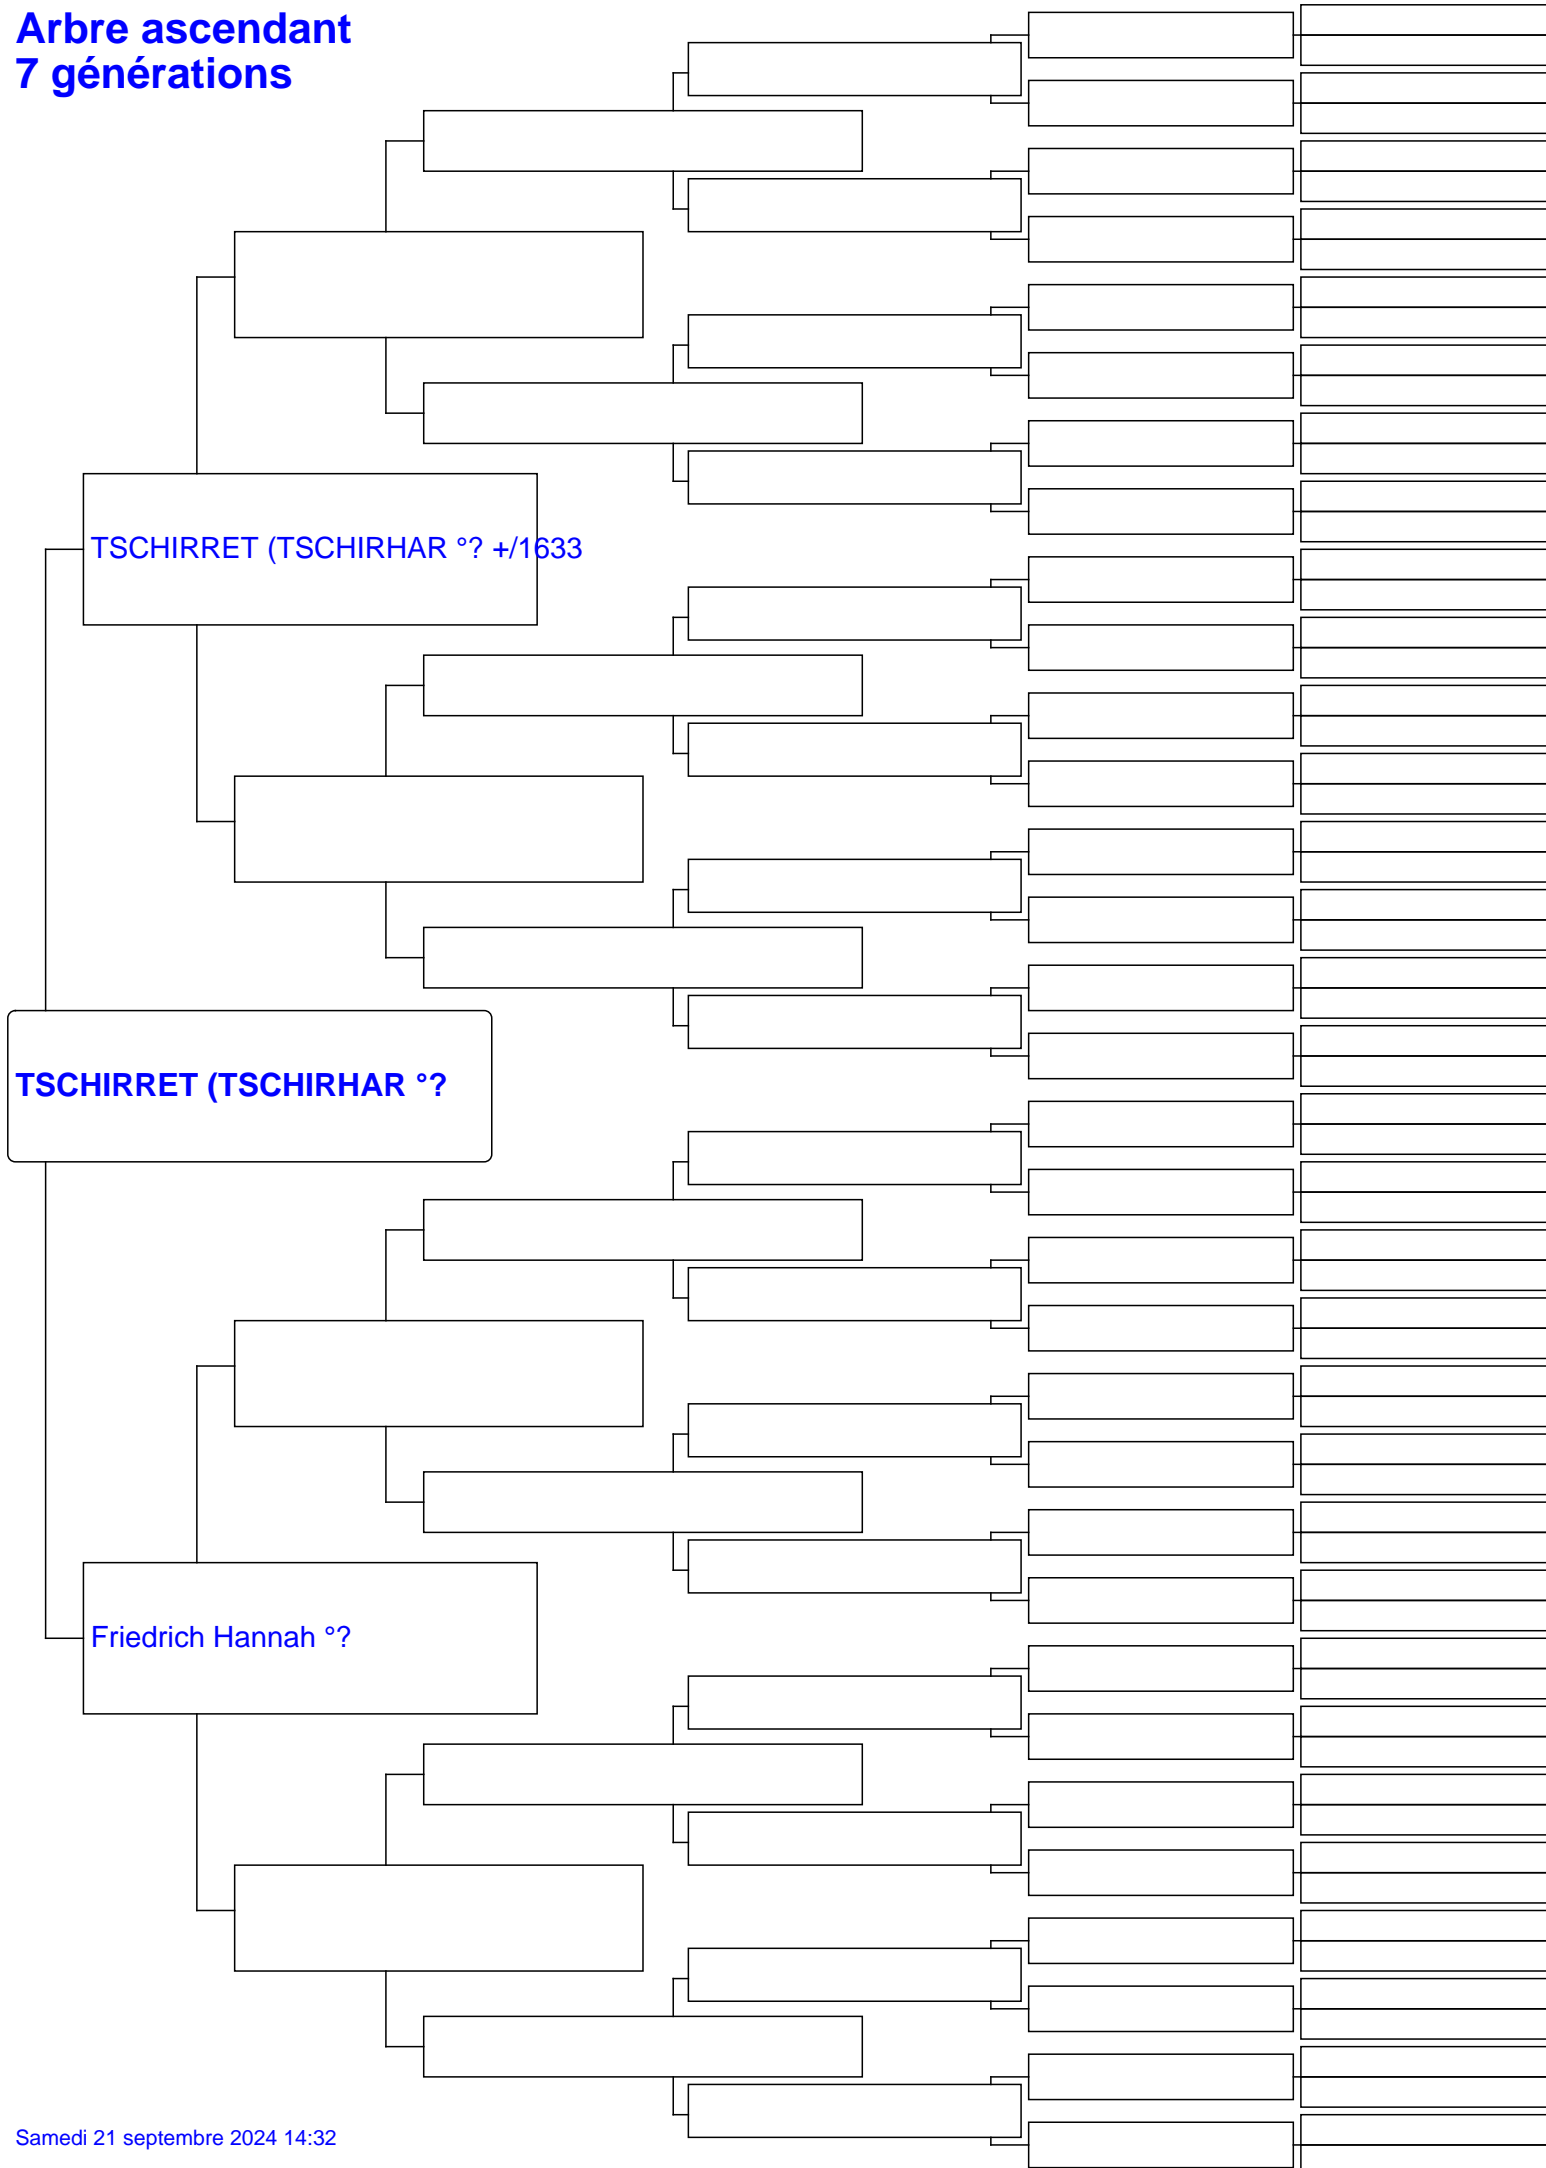 Arbre ascendant
7 générations
TSCHIRRET (TSCHIRHAR °? +/1633
TSCHIRRET (TSCHIRHAR °?
Friedrich Hannah °?
Samedi 21 septembre 2024 14:32